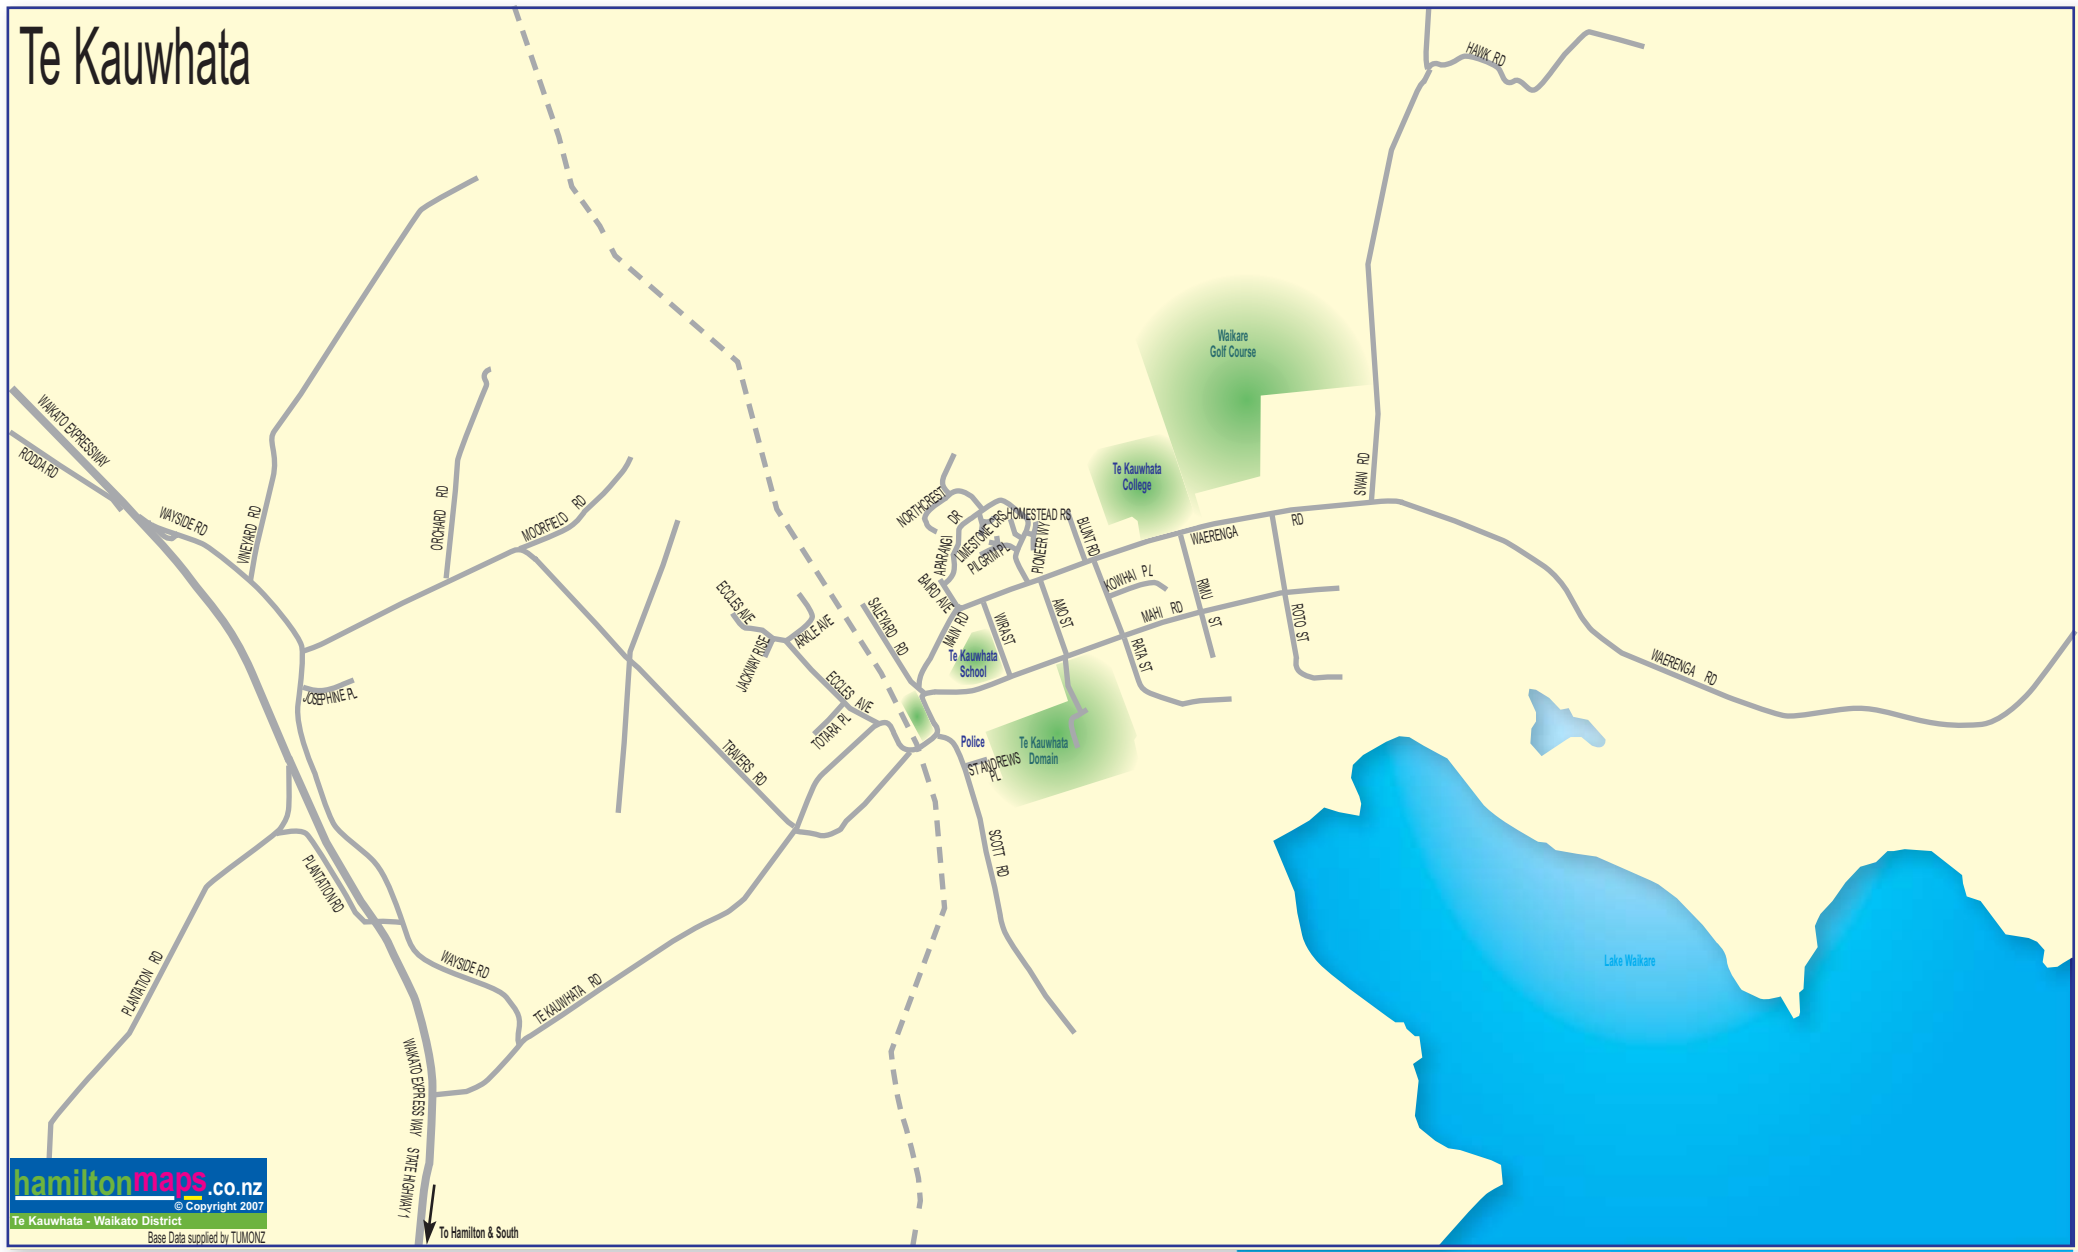 Te Kauwhata
HAWK RD
Waikare
Golf Course
WAIKATO EXPRESSWAY
RODDA RD
WAYSIDE RD
VINEYARD RD
ORCHARD RD
MOORFIELD RD
NORTHCREST
APARANGI DR
LIMESTONE CRS
HOMESTEAD RS
PILGRIM PL
PIONEER WY
BLUNT RD
Te Kauwhata
College
SWAN RD
WAERENGA RD
BAIRD AVE
KOWHAI PL
MAHI RD
RIMU ST
ROTO ST
ECCLES AVE
JACKWAY RISE
ARKLE AVE
SALEYARD RD
MAIN RD
WIRA ST
AMO ST
RATA ST
Te Kauwhata
School
WAERENGA RD
JOSEPHINE PL
ECCLES AVE
TOTARA PL
TRAVERS RD
Police
ST ANDREWS
PL
Te Kauwhata
Domain
SCOTT RD
PLANTATION RD
PLANTATION RD
WAYSIDE RD
TE KAUWHATA RD
Lake Waikare
WAIKATO EXPRESS WAY STATE HIGHWAY 1
hamiltonmaps.co.nz
© Copyright 2007
Te Kauwhata - Waikato District
Base Data supplied by TUMONZ
To Hamilton & South